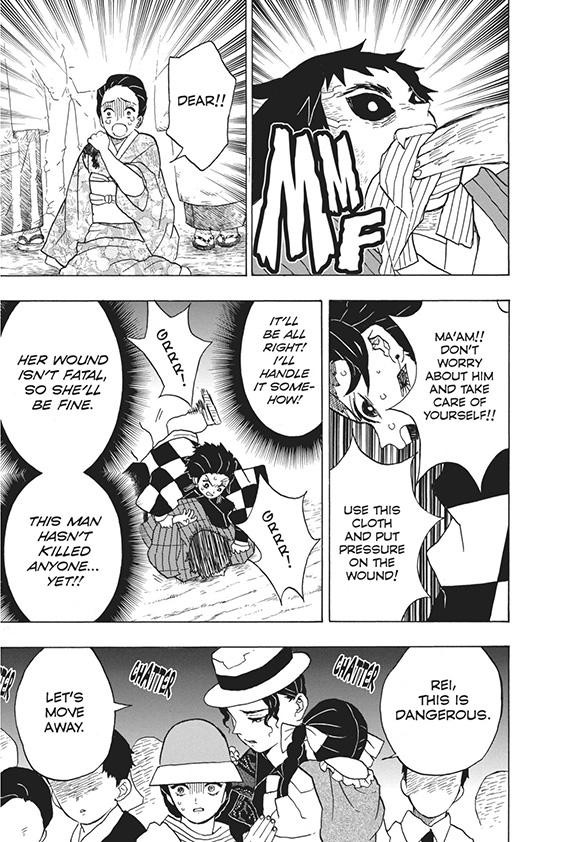 MMF
DEAR!!
MA'AM!!
DON'T
WORRY
ABOUT HIM
AND TAKE
CARE OF
YOURSELF!!
USE THIS
CLOTH
AND PUT
PRESSURE
ON THE
WOUND!
IT'LL
BE ALL
RIGHT!
I'LL
HANDLE
IT SOME-
HOW!
GRRRR-!
GRRRR-!
HER WOUND
ISN'T FATAL,
SO SHE'LL
BE FINE.
THIS MAN
HASN'T
KILLED
ANYONE...
YET!!
REI,
THIS IS
DANGEROUS.
CHATTER
CHATTER
LET'S
MOVE
AWAY.